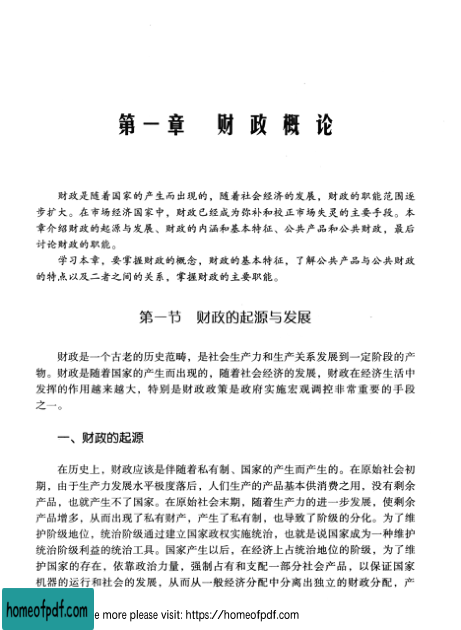 第一章 财政概论
财政是随着国家的产生而出现的，随着社会经济的发展，财政的职能范围逐
步扩大。在市场经济国家中，财政已经成为弥补和校正市场失灵的主要手段。本
章介绍财政的起源与发展、财政的内涵和基本特征、公共产品和公共财政，最后
讨论财政的职能。
学习本章，要掌握财政的概念，财政的基本特征，了解公共产品与公共财政
的特点以及二者之间的关系，掌握财政的主要职能。
第一节 财政的起源与发展
财政是一个古老的历史范畴，是社会生产力和生产关系发展到一定阶段的产
物。财政是随着国家的产生而出现的，随着社会经济的发展，财政在经济生活中
发挥的作用越来越大，特别是财政政策是政府实施宏观调控非常重要的手段
之一。
一、财政的起源
在历史上，财政应该是伴随着私有制、国家的产生而产生的。在原始社会初
期，由于生产力发展水平极度落后，人们生产的产品基本供消费之用，没有剩余
产品，也就产生不了国家。在原始社会末期，随着生产力的进一步发展，使剩余
产品增多，从而出现了私有财产，产生了私有制，也导致了阶级的分化。为了维
护阶级地位，统治阶级通过建立国家政权实施统治，也就是说国家成为一种维护
统治阶级利益的统治工具。国家产生以后，在经济上占统治地位的阶级，为了维
护国家的存在，依靠政治力量，强制占有和支配一部分社会产品，以保证国家
机器的运行和社会的发展，从而从一般经济分配中分离出独立的财政分配，产
homeofpdf.com
e more please visit: https://homeofpdf.com